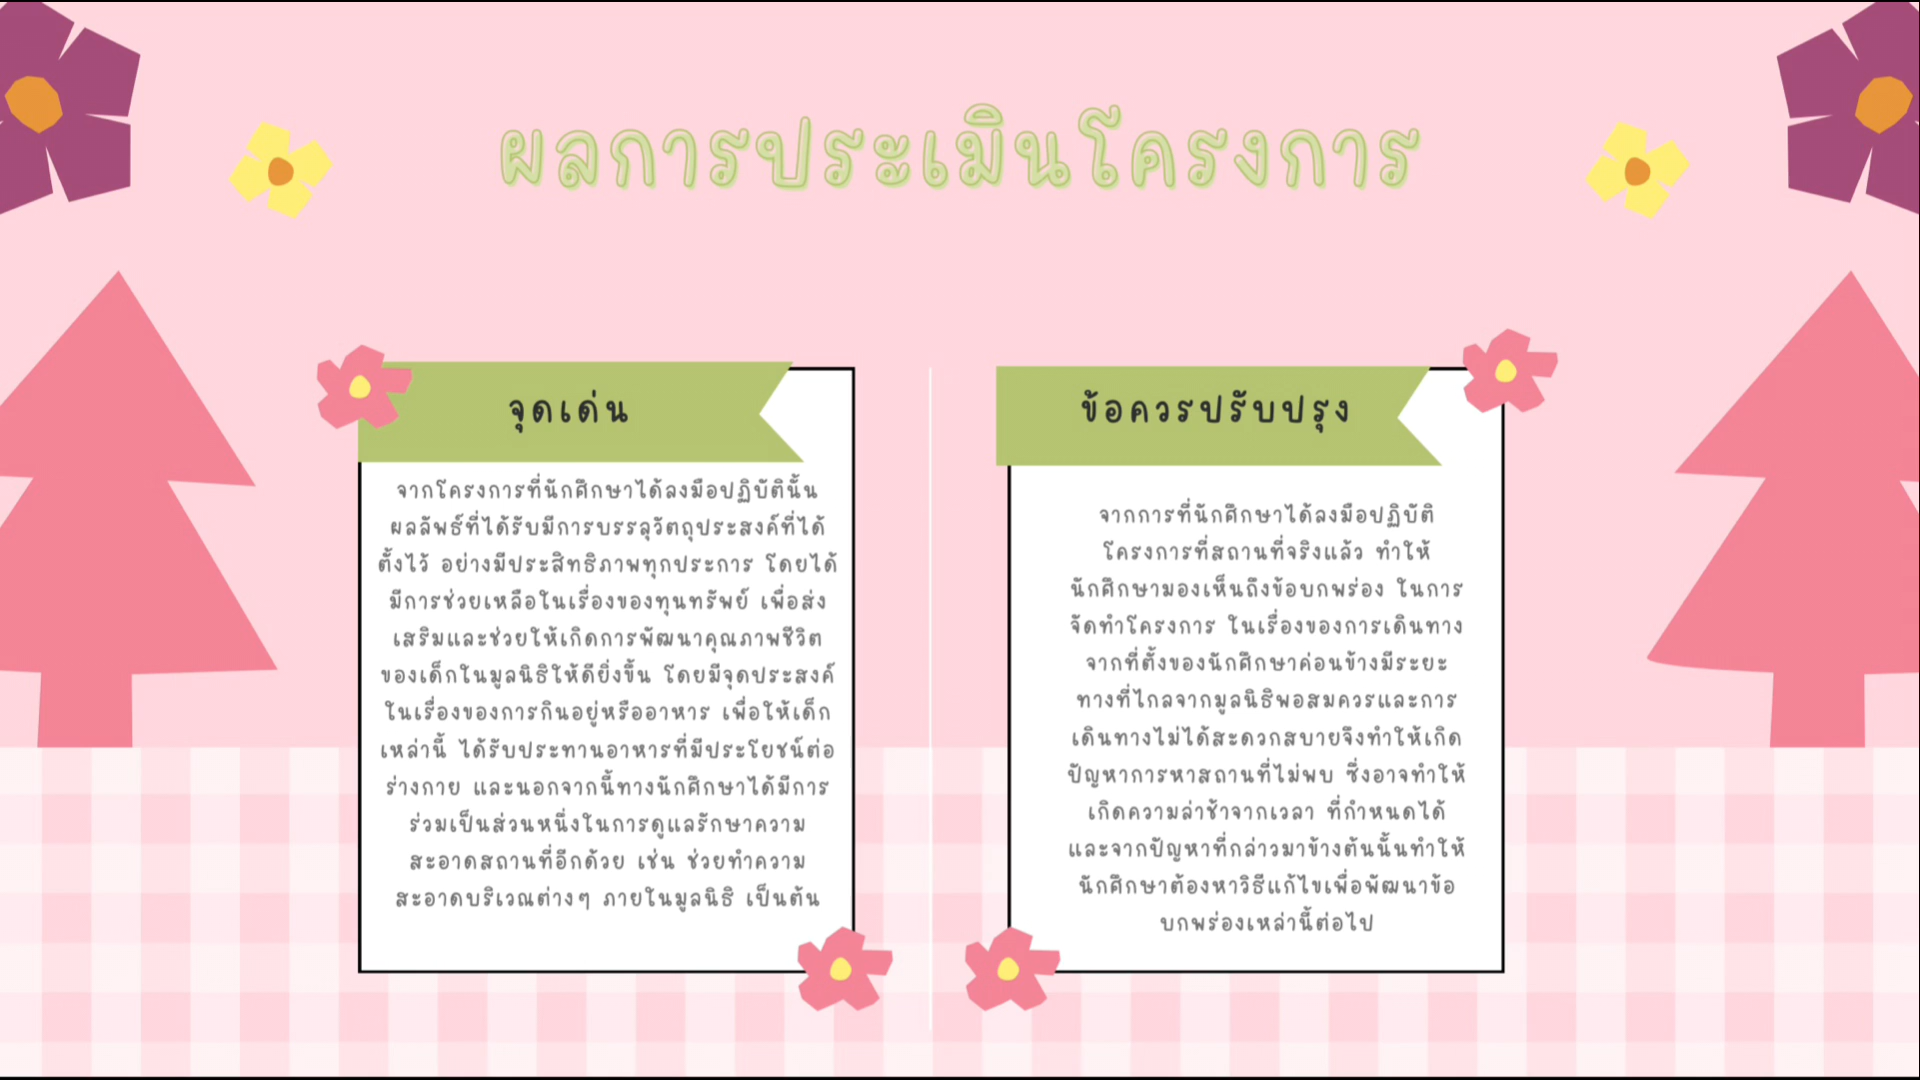 ผลการประเมินโครงการ
จุดเด่น
จากโครงการที่นักศึกษาได้ลงมือปฏิบัตินั้น
ผลลัพธ์ที่ได้รับมีการบรรลุวัตถุประสงค์ที่ได้
ตั้งไว้ อย่างมีประสิทธิภาพทุกประการ โดยได้
มีการช่วยเหลือในเรื่องของทุนทรัพย์ เพื่อส่ง
เสริมและช่วยให้เกิดการพัฒนาคุณภาพชีวิต
ของเด็กในมูลนิธิให้ดียิ่งขึ้น โดยมีจุดประสงค์
ในเรื่องของการกินอยู่หรืออาหาร เพื่อให้เด็ก
เหล่านี้ ได้รับประทานอาหารที่มีประโยชน์ต่อ
ร่างกาย และนอกจากนี้ทางนักศึกษาได้มีการ
ร่วมเป็นส่วนหนึ่งในการดูแลรักษาความ
สะอาดสถานที่อีกด้วย เช่น ช่วยทำความ
สะอาดบริเวณต่างๆ ภายในมูลนิธิ เป็นต้น
ข้อควรปรับปรุง
จากการที่นักศึกษาได้ลงมือปฏิบัติ
โครงการที่สถานที่จริงแล้ว ทำให้
นักศึกษามองเห็นถึงข้อบกพร่อง ในการ
จัดทำโครงการ ในเรื่องของการเดินทาง
จากที่ตั้งของนักศึกษาค่อนข้างมีระยะ
ทางที่ไกลจากมูลนิธิพอสมควรและการ
เดินทางไม่ได้สะดวกสบายจึงทำให้เกิด
ปัญหาการหาสถานที่ไม่พบ ซึ่งอาจทำให้
เกิดความล่าช้าจากเวลา ที่กำหนดได้
และจากปัญหาที่กล่าวมาข้างต้นนั้นทำให้
นักศึกษาต้องหาวิธีแก้ไขเพื่อพัฒนาข้อ
บกพร่องเหล่านี้ต่อไป